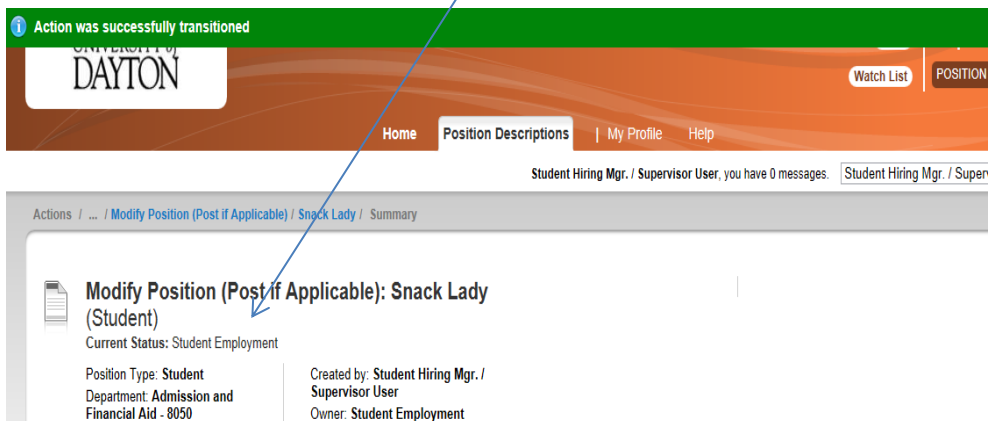 Action was successfully transitioned
DAYTON
Watch List
POSITION
Home Position Descriptions | My Profile Help
Student Hiring Mgr. / Supervisor User, you have 0 messages. Student Hiring Mgr. / Superv
Actions / ... / Modify Position (Post if Applicable) / Snack Lady / Summary
Modify Position (Post if Applicable): Snack Lady
(Student)
Current Status: Student Employment
Position Type: Student
Department: Admission and
Financial Aid - 8050
Created by: Student Hiring Mgr. /
Supervisor User
Owner: Student Employment